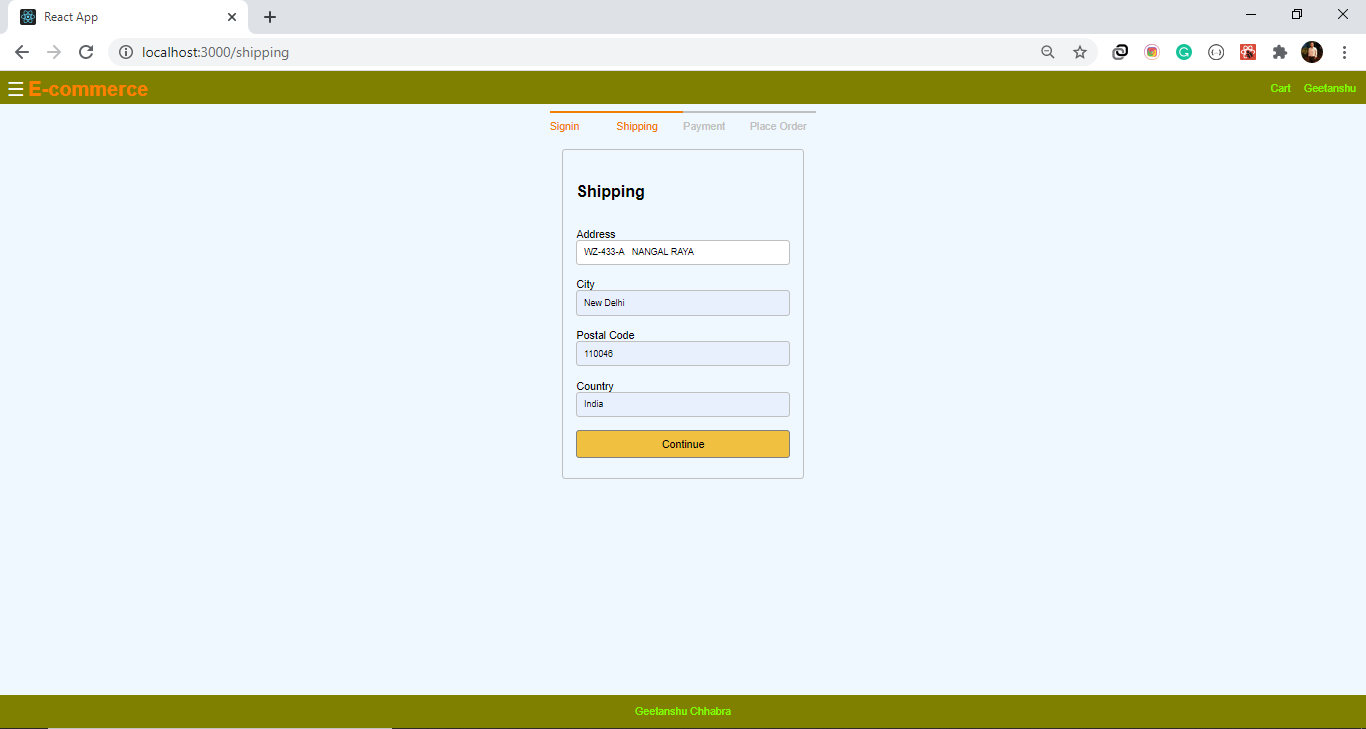 React App
localhost:3000/shipping
☰ E-commerce Cart Geetanshu
Signin Shipping Payment Place Order
Shipping
Address
WZ-433-A, NANGAL RAYA
City
New Delhi
Postal Code
110046
Country
India
Continue
Geetanshu Chhabra